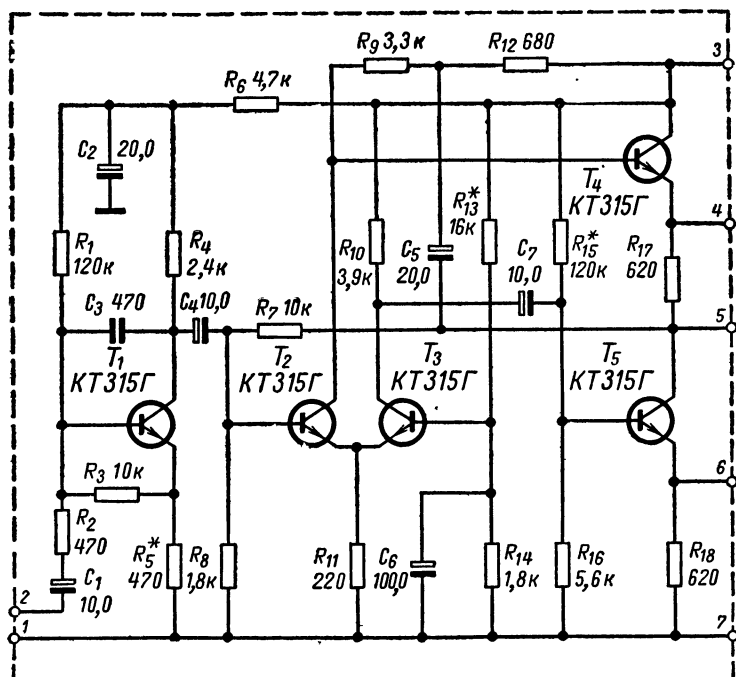 R9 3,3к
R12 680
3
R6 4,7к
C2 20,0
T4
КТ315Г
R1 120к
R4 2,4к
R10 3,9к
C5 20,0
R13* 16к
C7 10,0
R15* 120к
4
R17 620
C3 470
C4 10,0
R7 10к
5
T1
КТ315Г
T2
КТ315Г
T3
КТ315Г
T5
КТ315Г
6
R3 10к
R2 470
C1 10,0
R5* 470
R8 1,8к
R11 220
C6 100,0
R14 1,8к
R16 5,6к
R18 620
2
1
7